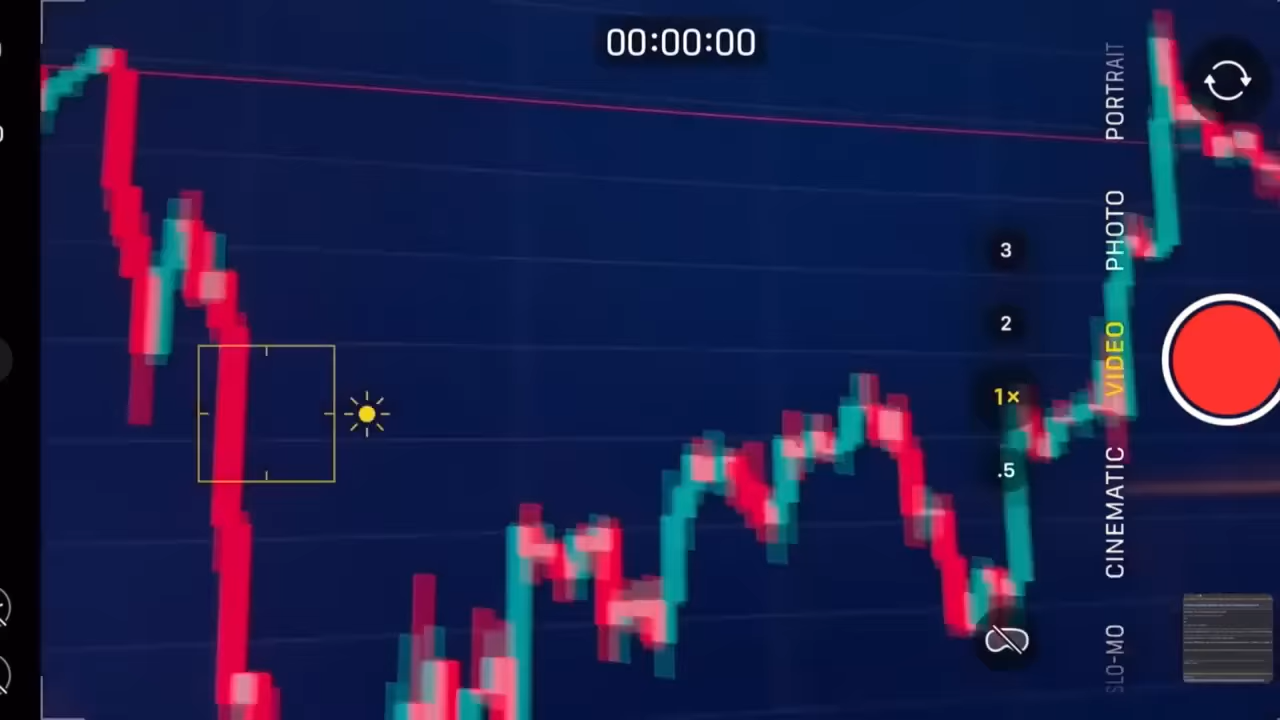 00:00:00
3
2
1×
.5
PORTRAIT
PHOTO
VIDEO
CINEMATIC
SLO-MO